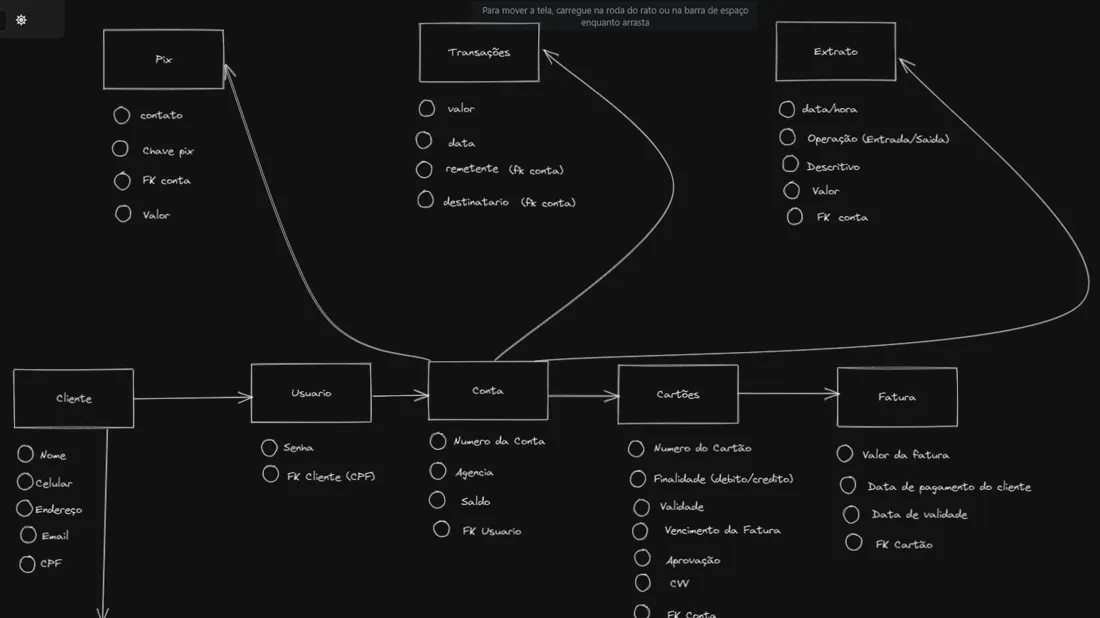 Para mover a tela, carregue na roda do rato ou na barra de espaço
enquanto arrasta
Pix
contato
Chave pix
FK conta
Valor
Transações
valor
data
remetente (fk conta)
destinatario (fk conta)
Extrato
data/hora
Operação (Entrada/Saida)
Descritivo
Valor
FK conta
Cliente
Nome
Celular
Endereço
Email
CPF
Usuario
Senha
FK Cliente (CPF)
Conta
Numero da Conta
Agencia
Saldo
FK Usuario
Cartões
Numero do Cartão
Finalidade (debito/credito)
Validade
Vencimento da Fatura
Aprovação
CVV
FK Conta
Fatura
Valor da fatura
Data de pagamento do cliente
Data de validade
FK Cartão